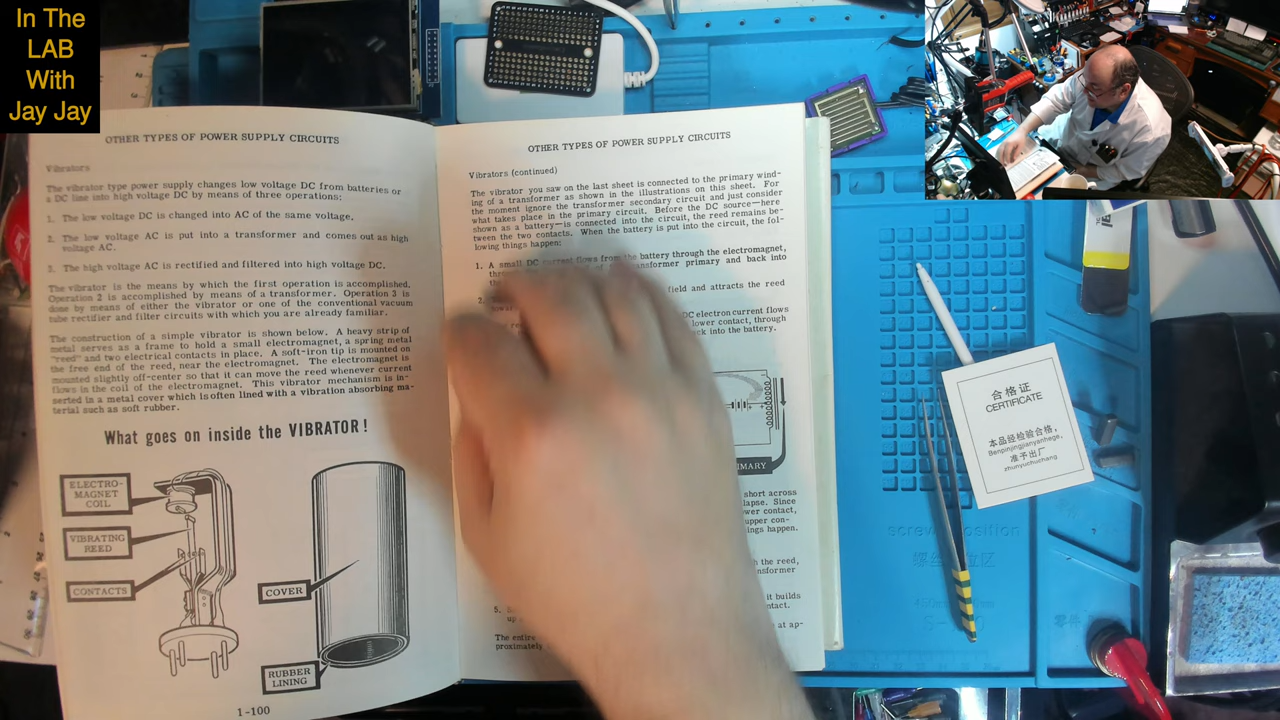 In The
LAB
With
Jay Jay
OTHER TYPES OF POWER SUPPLY CIRCUITS
Vibrators
The vibrator type power supply changes low voltage DC from batteries or
a DC line into high voltage DC by means of three operations:
1. The low voltage DC is changed into AC of the same voltage.
2. The low voltage AC is put into a transformer and comes out as high
voltage AC.
3. The high voltage AC is rectified and filtered into high voltage DC.
The vibrator is the means by which the first operation is accomplished.
Operation 2 is accomplished by means of a transformer. Operation 3 is
done by means of either the vibrator or one of the conventional vacuum
tube rectifier and filter circuits with which you are already familiar.
The construction of a simple vibrator is shown below. A heavy strip of
metal serves as a frame to hold a small electromagnet, a spring metal
"reed" and two electrical contacts in place. A soft-iron tip is mounted on
the free end of the reed, near the electromagnet. The electromagnet is
mounted slightly off-center so that it can move the reed whenever current
flows in the coil of the electromagnet. This vibrator mechanism is in-
serted in a metal cover which is often lined with a vibration absorbing ma-
terial such as soft rubber.
What goes on inside the VIBRATOR!
ELECTRO-
MAGNET
COIL
VIBRATING
REED
CONTACTS
COVER
RUBBER
LINING
1-100
OTHER TYPES OF POWER SUPPLY CIRCUITS
Vibrators (continued)
The vibrator you saw on the last sheet is connected to the primary wind-
ing of a transformer as shown in the illustrations on this sheet. For
the moment ignore the transformer secondary circuit and just consider
what takes place in the primary circuit. Before the DC source—here
shown as a battery—is connected into the circuit, the reed remains be-
tween the two contacts. When the battery is put into the circuit, the fol-
lowing things happen:
1. A small DC current flows from the battery through the electromagnet,
transformer primary and back into
field and attracts the reed
DC electron current flows
lower contact, through
back into the battery.
short across
lapse. Since
wer contact,
upper con-
ings happen.
h the reed,
nsformer
it builds
ntact.
5.
e at ap-
The entire
proximately
合格证
CERTIFICATE
本品经检验合格,
Benpinjingjianyanhege,
准予出厂
zhunyuchuchang
screw position